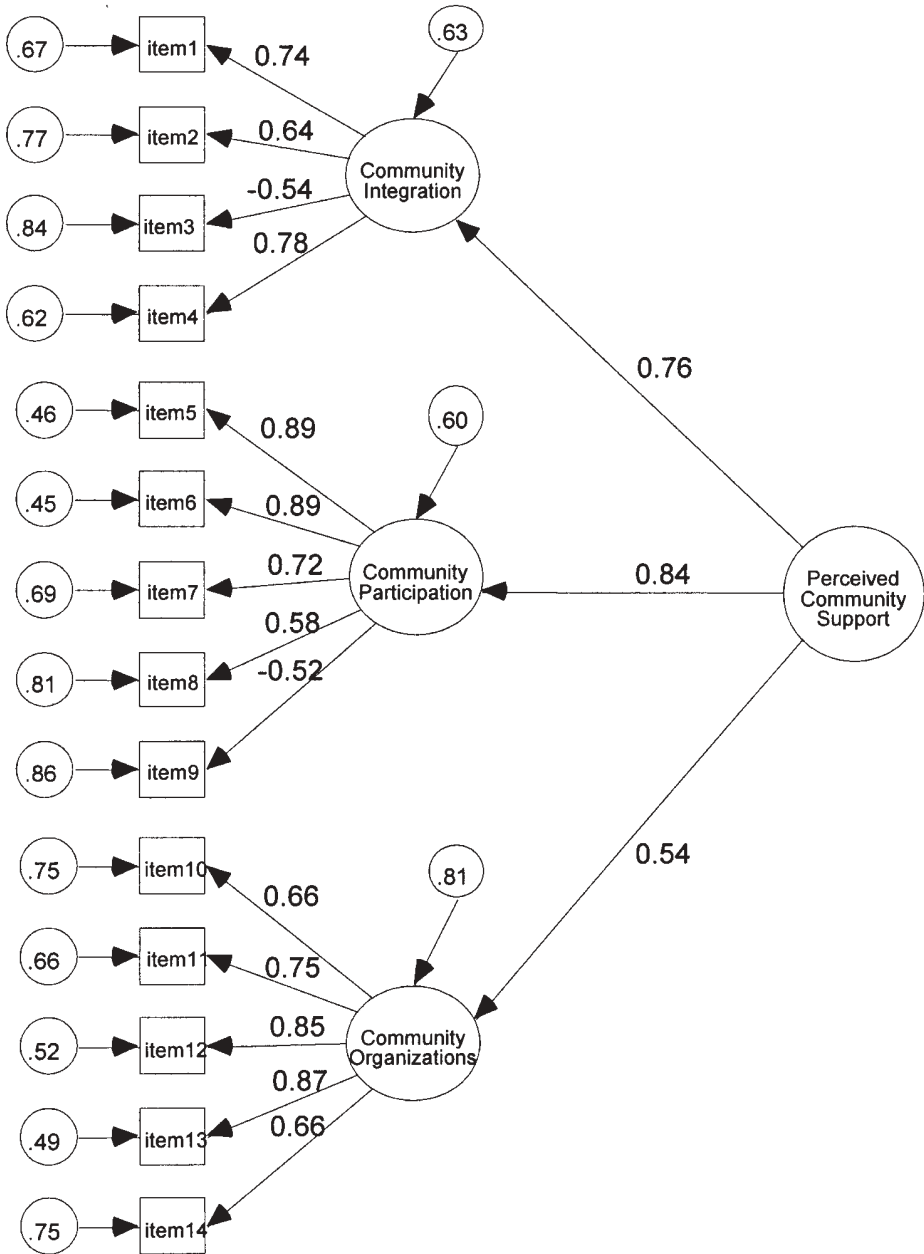 .67
item1
0.74
.63
.77
item2
0.64
Community
Integration
.84
item3
-0.54
.62
item4
0.78
0.76
.46
item5
0.89
.60
.45
item6
0.89
Community
Participation
.69
item7
0.72
0.84
Perceived
Community
Support
.81
item8
0.58
.86
item9
-0.52
0.54
.75
item10
0.66
.81
.66
item11
0.75
Community
Organizations
.52
item12
0.85
.49
item13
0.87
.75
item14
0.66